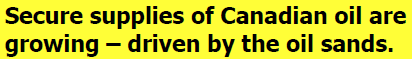 Secure supplies of Canadian oil are
growing – driven by the oil sands.